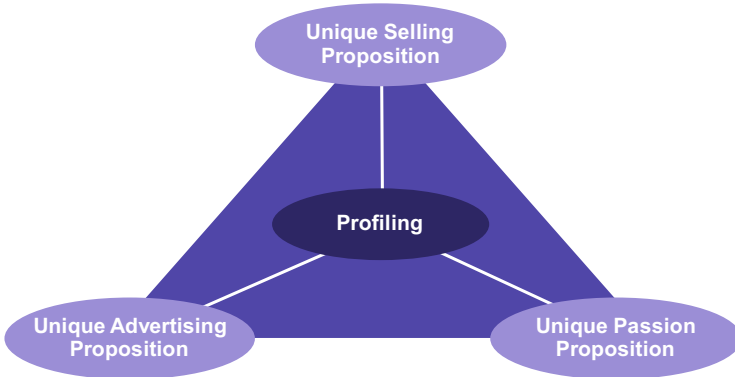 Unique Selling
Proposition
Profiling
Unique Advertising
Proposition
Unique Passion
Proposition